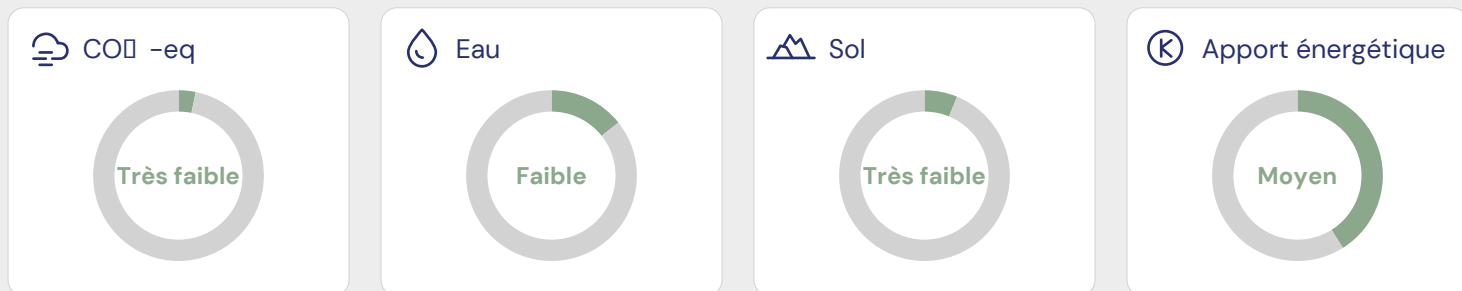 CO▯ -eq
Eau
Sol
Apport énergétique
Très faible
Faible
Très faible
Moyen